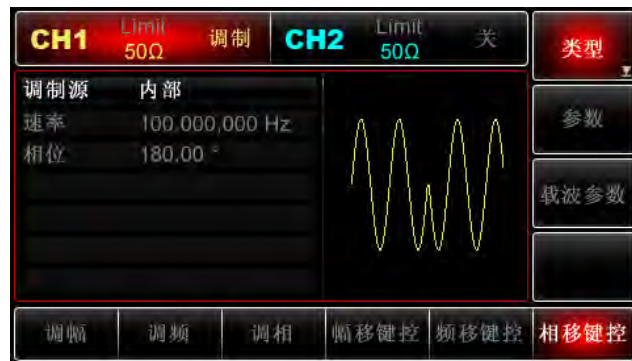 CH1 Limit 50Ω 调制 CH2 Limit 50Ω 关 类型
调制源 内部
速率 100.000,000 Hz
相位 180.00 °
参数
载波参数
调幅 调频 调相 幅移键控 频移键控 相移键控